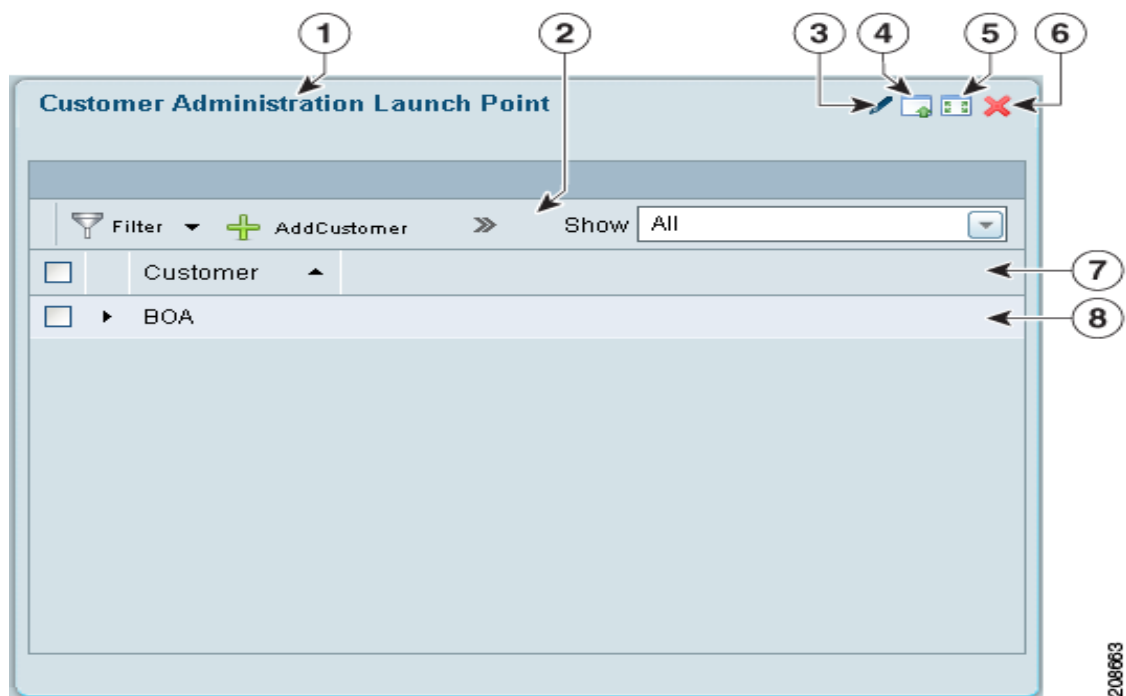 1 2 3 4 5 6
Customer Administration Launch Point
Filter AddCustomer » Show All
Customer 7
BOA 8
208663